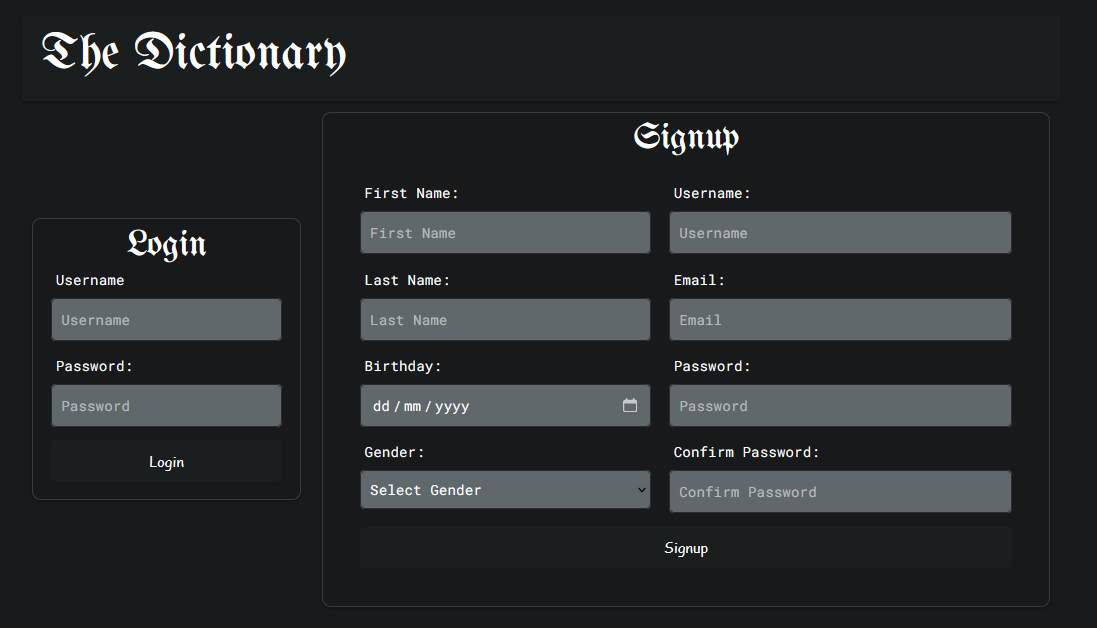 The Dictionary
Login
Username
Username
Password:
Password
Login
Signup
First Name:
First Name
Last Name:
Last Name
Birthday:
dd/mm/yyyy
Gender:
Select Gender
Username:
Username
Email:
Email
Password:
Password
Confirm Password:
Confirm Password
Signup